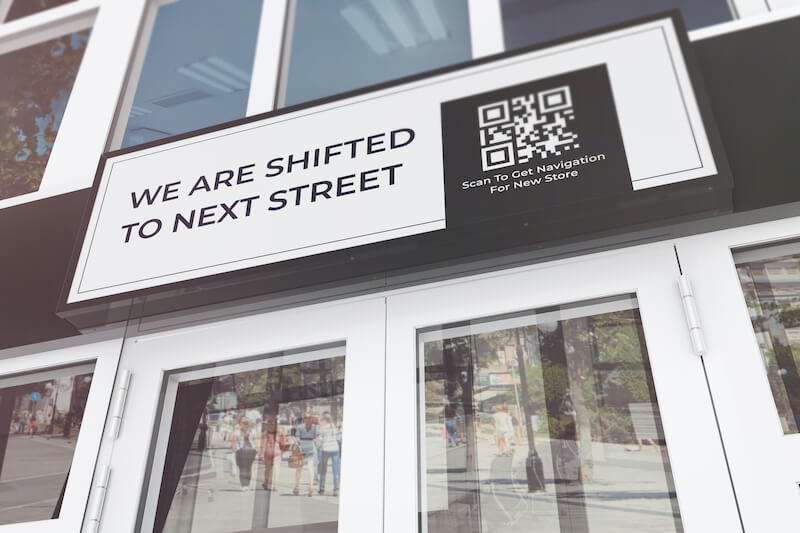 WE ARE SHIFTED
TO NEXT STREET
Scan To Get Navigation
For New Store